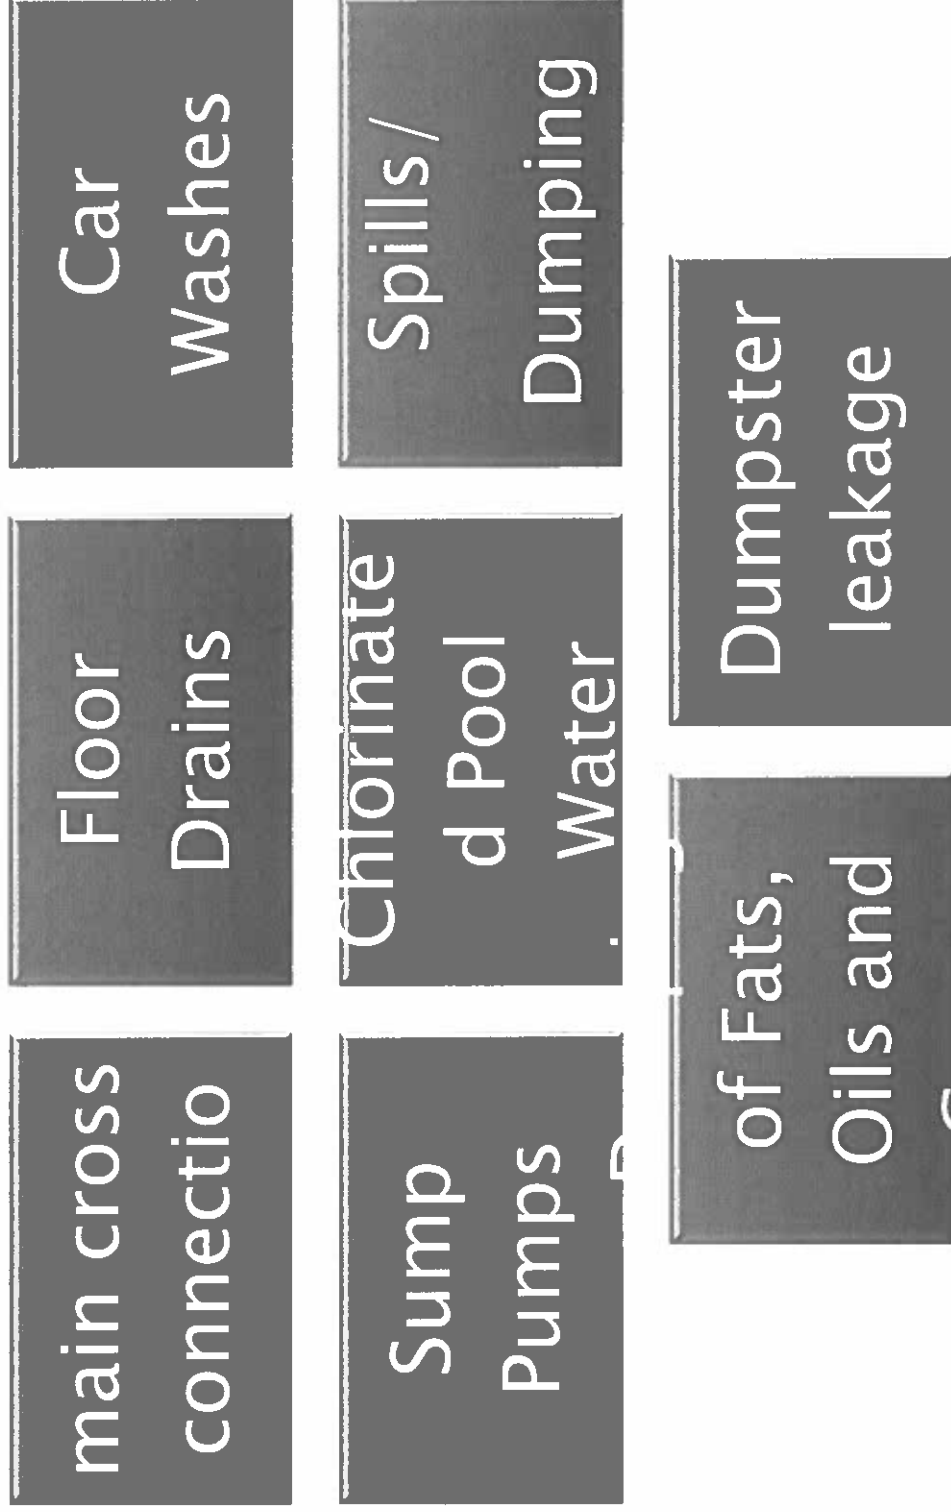 main cross
connectio
Floor
Drains
Car
Washes
Sump
Pumps
Chlorinate
d Pool
Water
Spills/
Dumping
of Fats,
Oils and
Dumpster
leakage